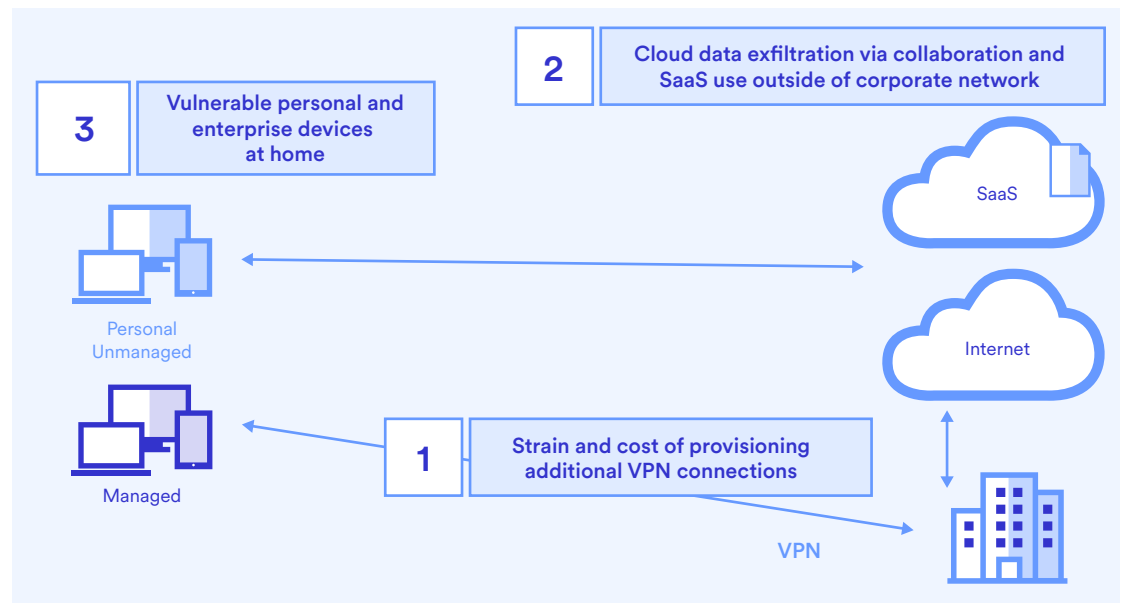 2
Cloud data exfiltration via collaboration and
SaaS use outside of corporate network
3
Vulnerable personal and
enterprise devices
at home
SaaS
Personal
Unmanaged
Internet
Managed
1
Strain and cost of provisioning
additional VPN connections
VPN